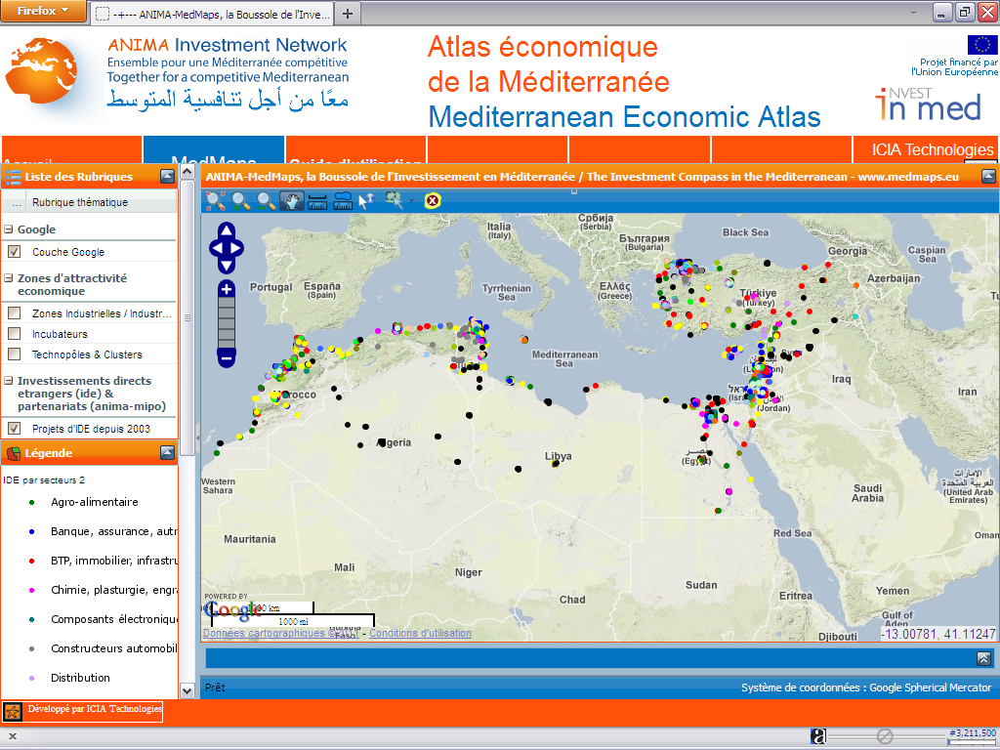 Firefox
-+--- ANIMA-MedMaps, la Boussole de l'Inve...
ANIMA Investment Network
Ensemble pour une Méditerranée compétitive
Together for a competitive Mediterranean
معًا من أجل تنافسية المتوسط
Atlas économique
de la Méditerranée
Mediterranean Economic Atlas
Projet financé par
l'Union Européenne
INVEST
in med
Accueil
MedMaps
Guide d'utilisation
ICIA Technologies
Liste des Rubriques
... Rubrique thématique
Google
Couche Google
Zones d'attractivité
economique
Zones Industrielles / Industr...
Incubateurs
Technopôles & Clusters
Investissements directs
etrangers (ide) &
partenariats (anima-mipo)
Projets d'IDE depuis 2003
Légende
IDE par secteurs 2
Agro-alimentaire
Banque, assurance, autr
BTP, immobilier, infrastru
Chimie, plasturgie, engra
Composants électronique
Constructeurs automobil
Distribution
ANIMA-MedMaps, la Boussole de l'Investissement en Méditerranée / The Investment Compass in the Mediterranean - www.medmaps.eu
Italia
(Italy)
Србија
(Serbia)
България
(Bulgaria)
Black Sea
Georgia
Caspian
Sea
Azerbaijan
Portugal
España
(Spain)
Tyrrhenian
Sea
Ελλάς
(Greece)
Türkiye
(Turkey)
Mediterranean
Sea
Iraq
Iran
(Jordan)
Algeria
Libya
مصر
(Egypt)
Western
Sahara
Saudi
Arabia
الإمارات
العربية المتحدة
(United Arab
Emirates)
Mauritania
Mali
Niger
Chad
Sudan
Red Sea
Oman
Eritrea
Yemen
Gulf of
Aden
Djibouti
Burkina
Faso
POWERED BY
Google
1000 km
1000 mi
Données cartographiques ©2011 - Conditions d'utilisation
-13.00781, 41.11247
Prêt
Système de coordonnées : Google Spherical Mercator
Développé par ICIA Technologies
#3,211,500